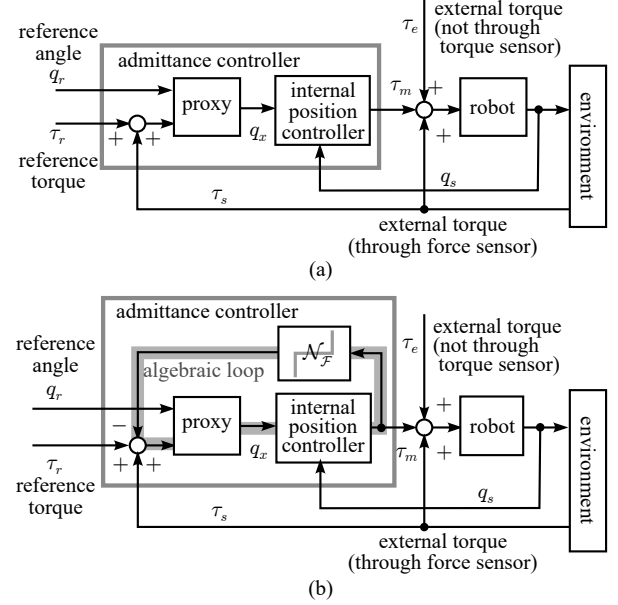 external torque
(not through
torque sensor)
τe
reference
angle
qr
admittance controller
proxy
internal
position
controller
τm
+
robot
environment
qx
τr
+
+
+
reference
torque
qs
τs
external torque
(through force sensor)
(a)
admittance controller
external torque
(not through
torque sensor)
τe
reference
angle
qr
N𝓕
algebraic loop
−
proxy
internal
position
controller
+
robot
environment
qx
τm
τr
+
+
+
reference
torque
qs
τs
external torque
(through force sensor)
(b)